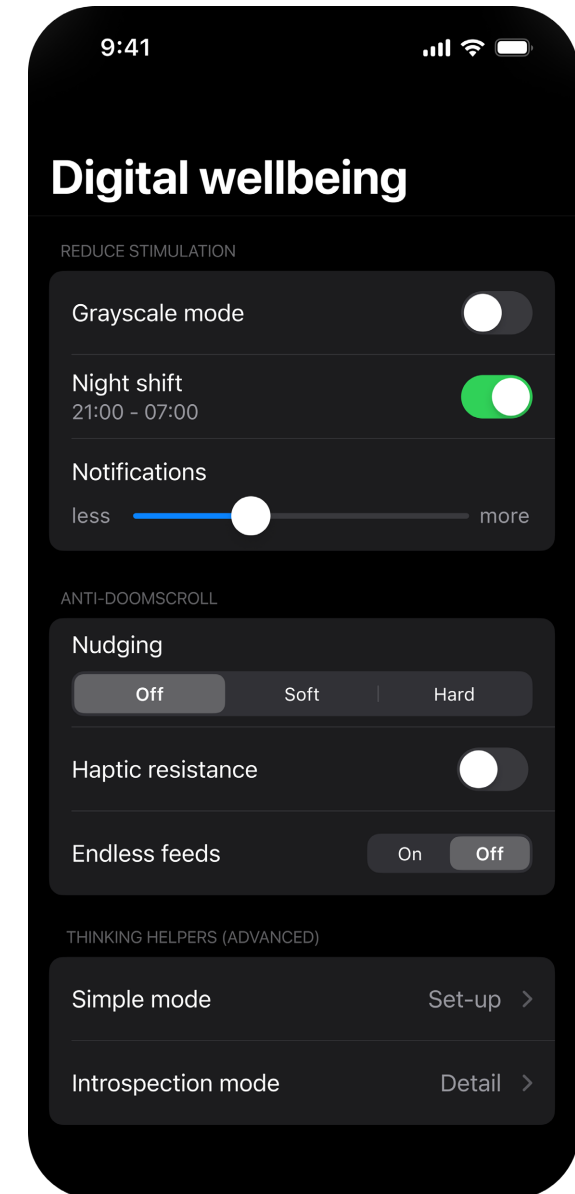 9:41
Digital wellbeing
REDUCE STIMULATION
Grayscale mode
Night shift
21:00 - 07:00
Notifications
less more
ANTI-DOOMSCROLL
Nudging
Off Soft Hard
Haptic resistance
Endless feeds On Off
THINKING HELPERS (ADVANCED)
Simple mode Set-up
Introspection mode Detail